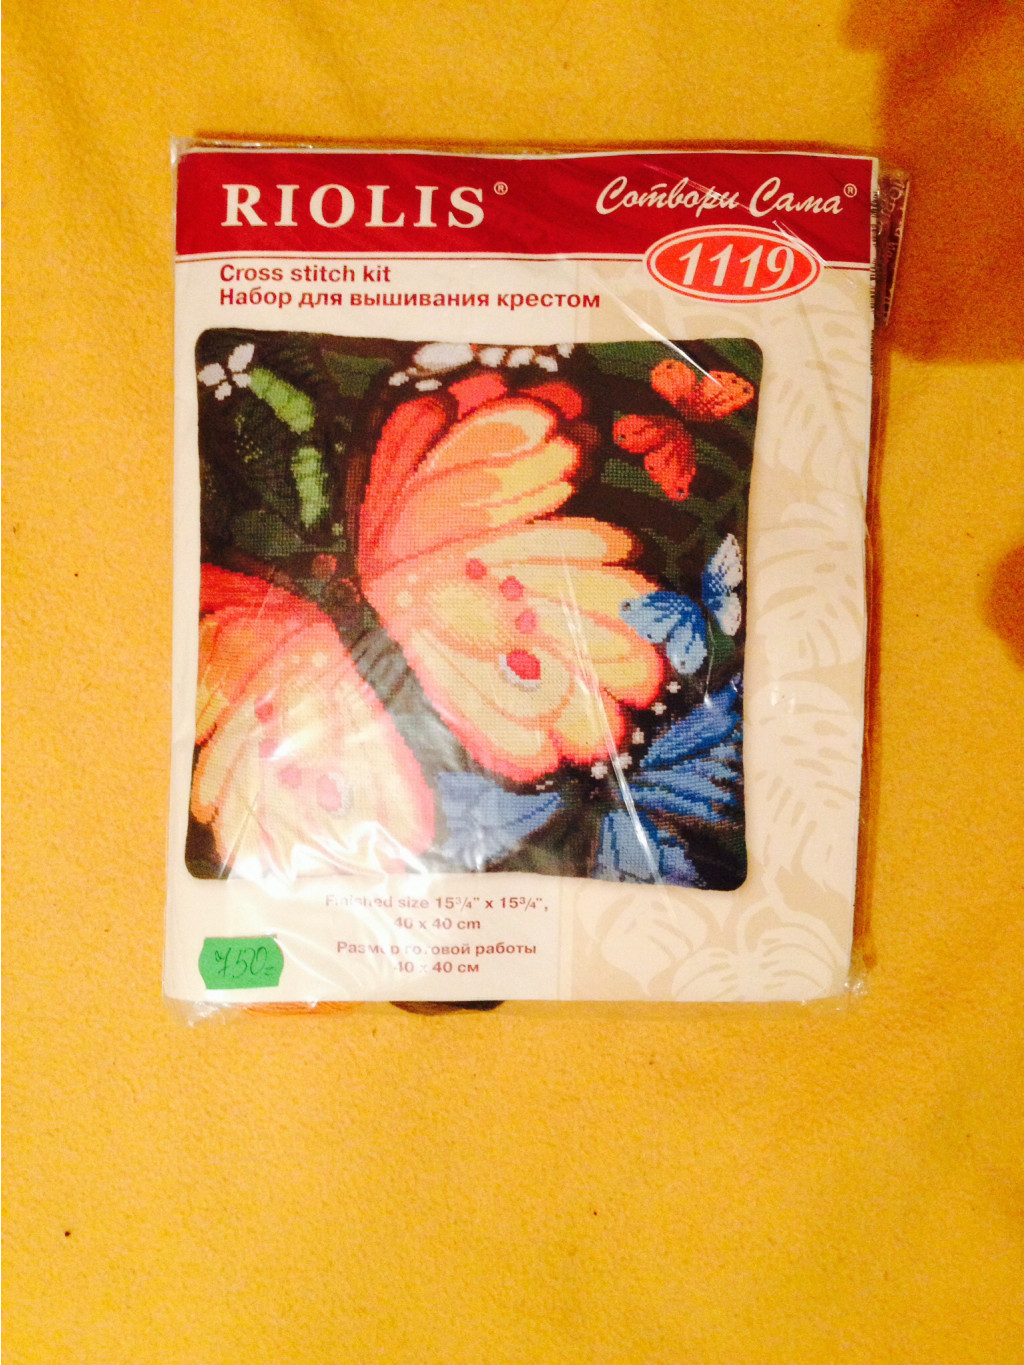 RIOLIS®
Сотвори Сама®
1119
Cross stitch kit
Набор для вышивания крестом
Finished size 15¾" x 15¾",
40 x 40 cm
Размер готовой работы
40 x 40 см
750=